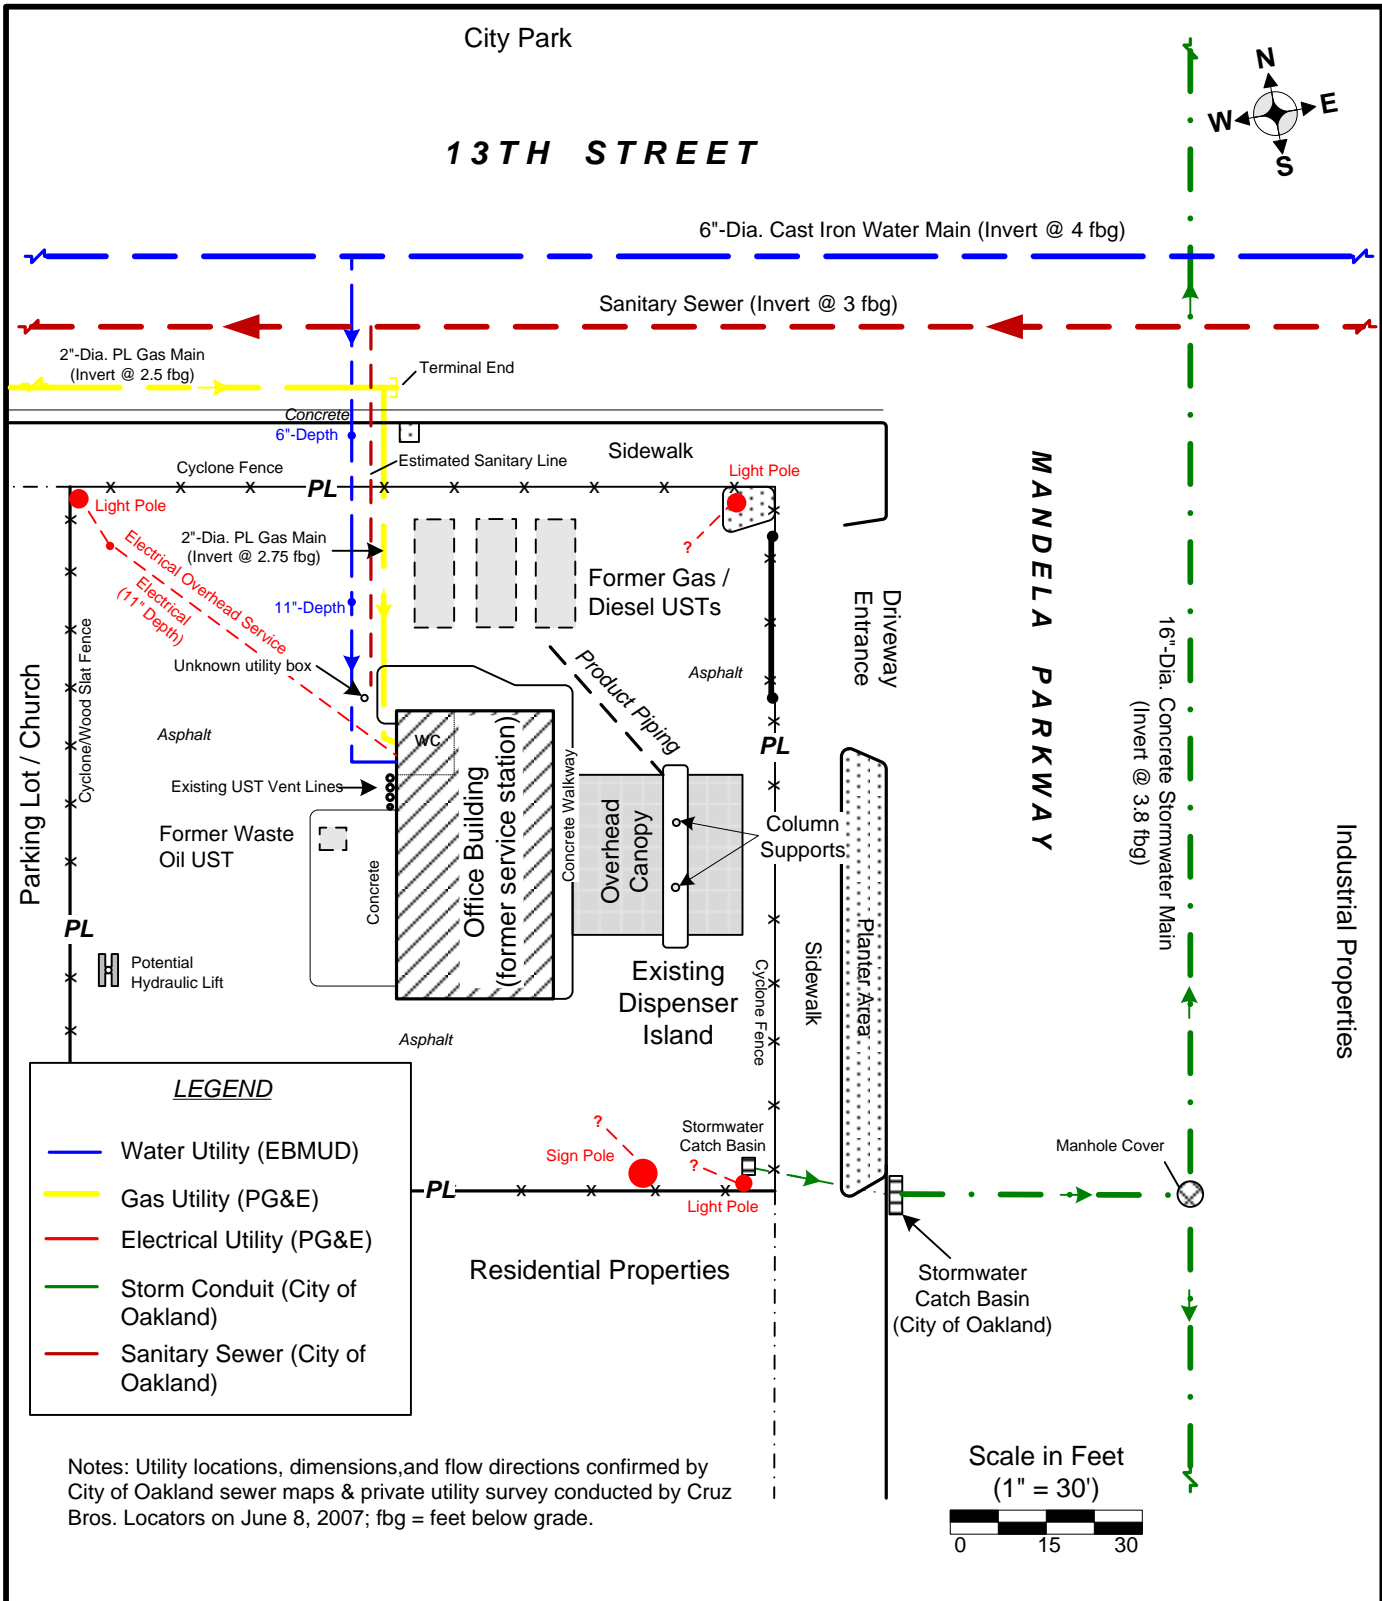 City Park
N
W
E
S
13TH STREET
6"-Dia. Cast Iron Water Main (Invert @ 4 fbg)
Sanitary Sewer (Invert @ 3 fbg)
2"-Dia. PL Gas Main
(Invert @ 2.5 fbg)
Terminal End
Concrete
6"-Depth
Sidewalk
Cyclone Fence
Estimated Sanitary Line
Light Pole
PL
Light Pole
2"-Dia. PL Gas Main
(Invert @ 2.75 fbg)
?
Electrical Overhead Service
Electrical
(11" Depth)
Former Gas /
Diesel USTs
11"-Depth
Driveway
Entrance
MANDELA PARKWAY
16"-Dia. Concrete Stormwater Main
(Invert @ 3.8 fbg)
Unknown utility box
Product Piping
Asphalt
Parking Lot / Church
Cyclone/Wood Slat Fence
Asphalt
WC
PL
Existing UST Vent Lines
Office Building
(former service station)
Concrete Walkway
Overhead
Canopy
Column
Supports
Former Waste
Oil UST
Concrete
Industrial Properties
PL
Potential
Hydraulic Lift
Existing
Dispenser
Island
Cyclone Fence
Sidewalk
Planter Area
Asphalt
LEGEND
Water Utility (EBMUD)
Gas Utility (PG&E)
Electrical Utility (PG&E)
Storm Conduit (City of
Oakland)
Sanitary Sewer (City of
Oakland)
?
Sign Pole
Stormwater
Catch Basin
?
Light Pole
PL
Manhole Cover
Residential Properties
Stormwater
Catch Basin
(City of Oakland)
Notes: Utility locations, dimensions,and flow directions confirmed by
City of Oakland sewer maps & private utility survey conducted by Cruz
Bros. Locators on June 8, 2007; fbg = feet below grade.
Scale in Feet
(1" = 30')
0 15 30